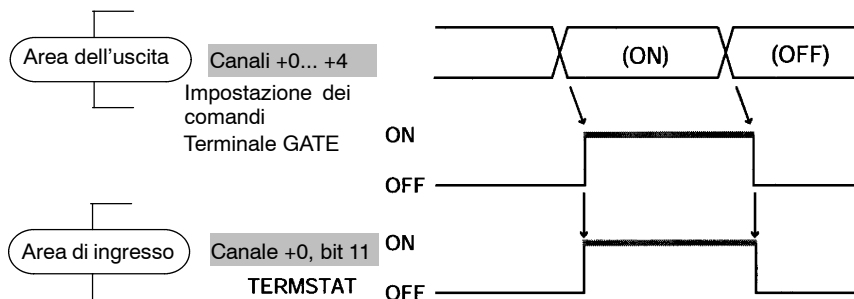 Area dell'uscita
Canali +0... +4
(ON)
(OFF)
Impostazione dei
comandi
Terminale GATE
ON
OFF
Area di ingresso
Canale +0, bit 11
ON
TERMSTAT
OFF